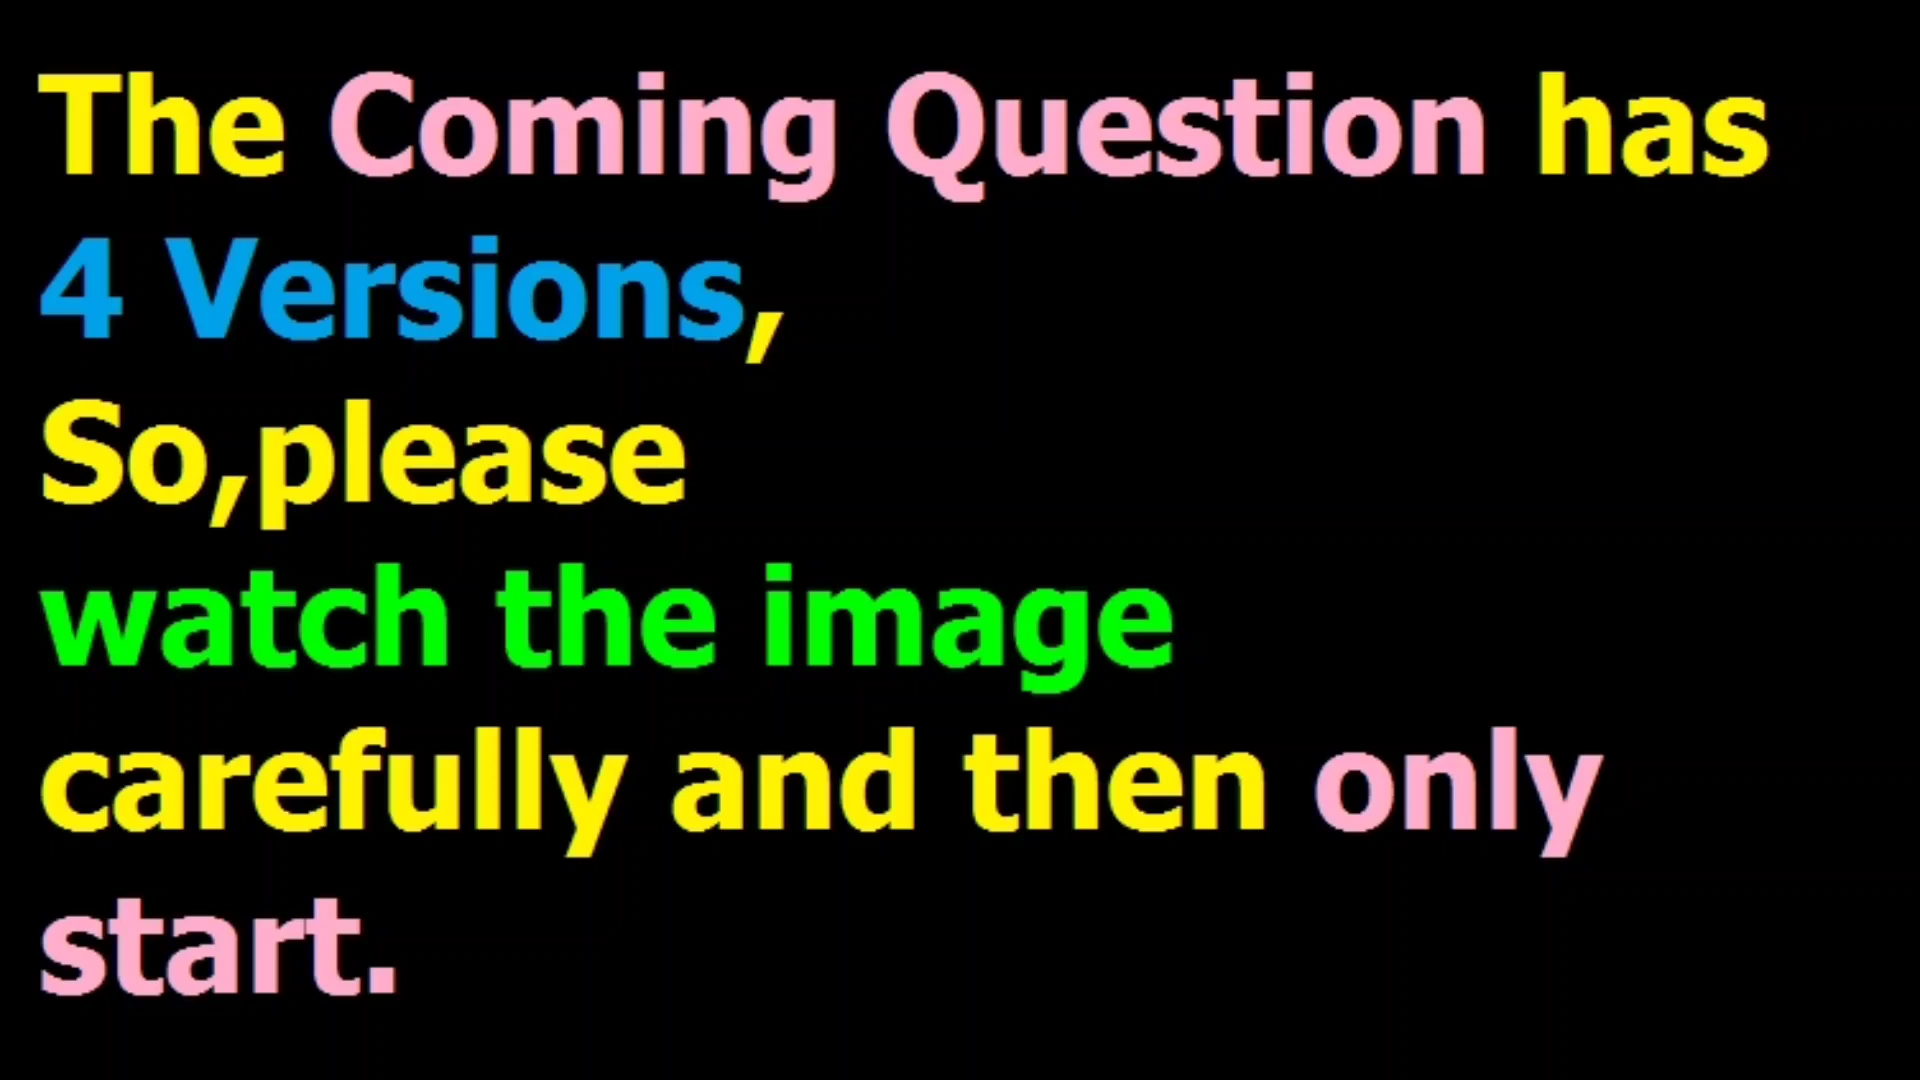 The Coming Question has
4 Versions,
So,please
watch the image
carefully and then only
start.